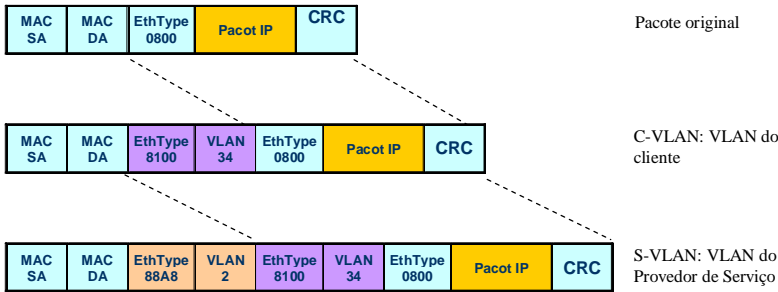 MAC SA
MAC DA
EthType 0800
Pacot IP
CRC
Pacote original
MAC SA
MAC DA
EthType 8100
VLAN 34
EthType 0800
Pacot IP
CRC
C-VLAN: VLAN do
cliente
MAC SA
MAC DA
EthType 88A8
VLAN 2
EthType 8100
VLAN 34
EthType 0800
Pacot IP
CRC
S-VLAN: VLAN do
Provedor de Serviço